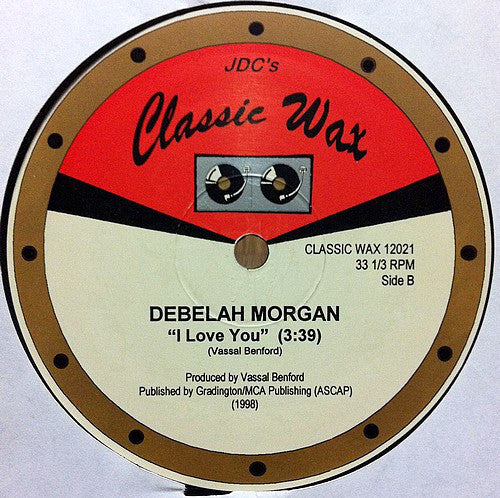 JDC's
Classic Wax
CLASSIC WAX 12021
33 1/3 RPM
Side B
DEBELAH MORGAN
“I Love You” (3:39)
(Vassal Benford)
Produced by Vassal Benford
Published by Gradington/MCA Publishing (ASCAP)
(1998)